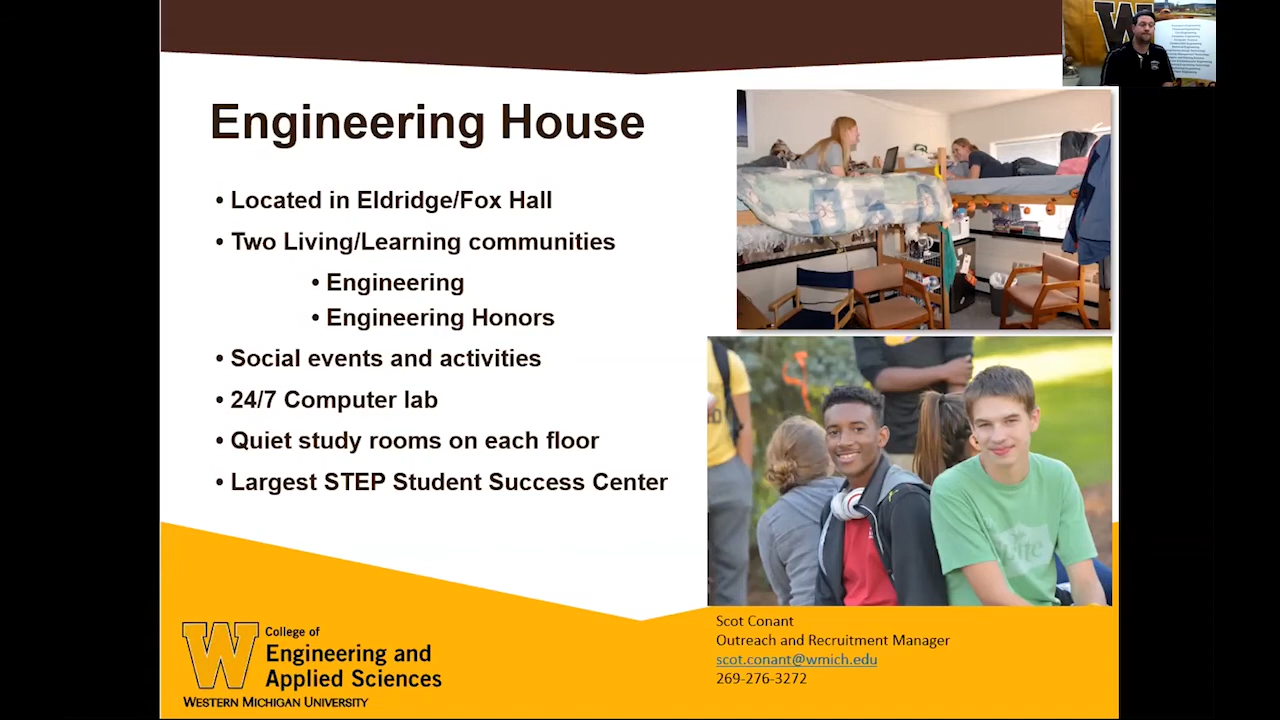 Engineering House
• Located in Eldridge/Fox Hall
• Two Living/Learning communities
• Engineering
• Engineering Honors
• Social events and activities
• 24/7 Computer lab
• Quiet study rooms on each floor
• Largest STEP Student Success Center
W
College of
Engineering and
Applied Sciences
WESTERN MICHIGAN UNIVERSITY
Scot Conant
Outreach and Recruitment Manager
scot.conant@wmich.edu
269-276-3272
W